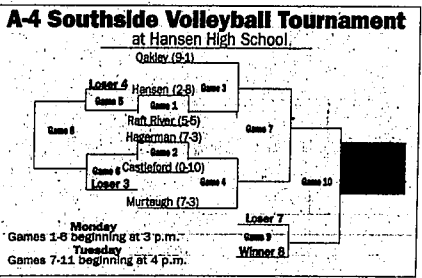 A-4 Southside Volleyball Tournament
at Hansen High School
Oakley (9-1)
Loser 4
Hansen (2-8)
Game 3
Game 5
Game 1
Raft River (5-5)
Game 8
Hagerman (7-3)
Game 7
Game 2
Game 6
Castleford (0-10)
Loser 3
Game 4
Game 10
Murtaugh (7-3)
Loser 7
Monday
Games 1-6 beginning at 3 p.m.
Game 9
Tuesday
Winner 8
Games 7-11 beginning at 4 p.m.